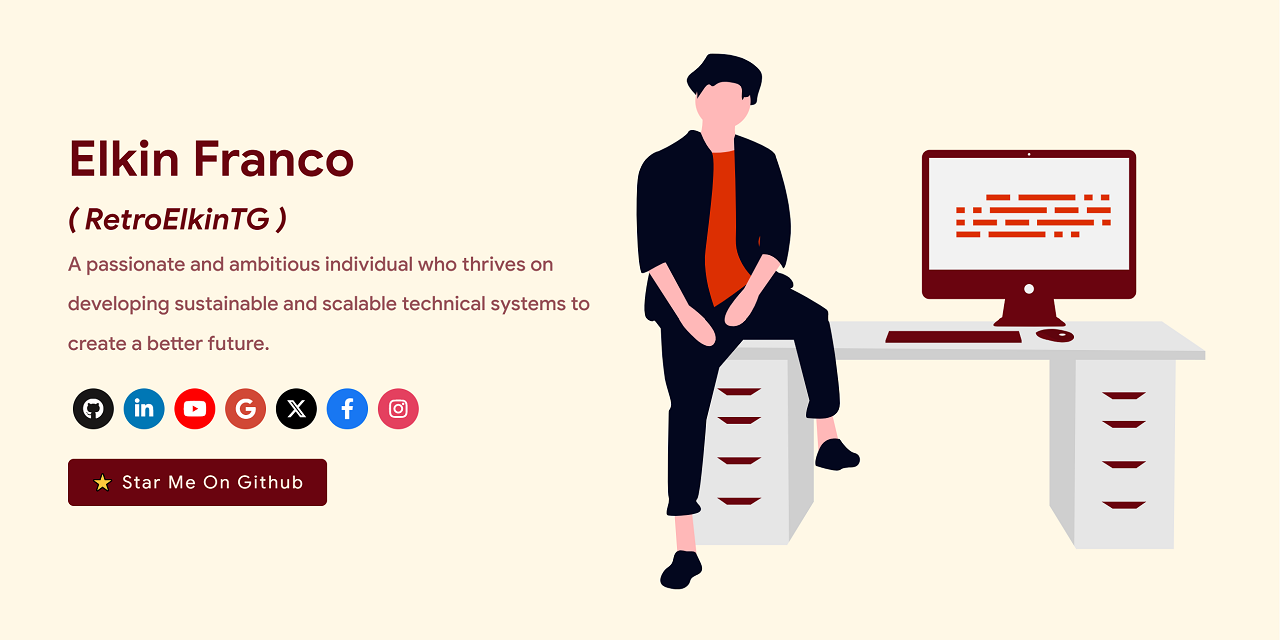 Elkin Franco
( RetroElkinTG )
A passionate and ambitious individual who thrives on
developing sustainable and scalable technical systems to
create a better future.
in G X f
Star Me On Github